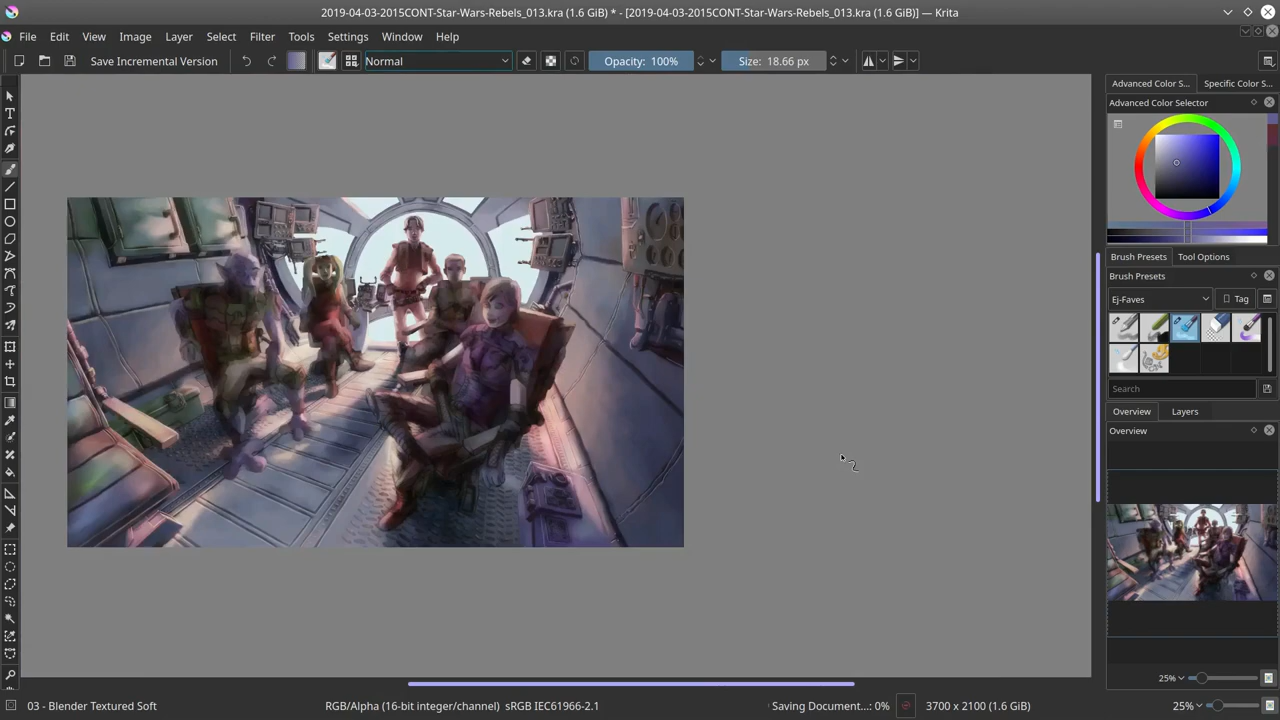 2019-04-03-2015CONT-Star-Wars-Rebels_013.kra (1.6 GiB) * - [2019-04-03-2015CONT-Star-Wars-Rebels_013.kra (1.6 GiB)] — Krita
File Edit View Image Layer Select Filter Tools Settings Window Help
Save Incremental Version Normal Opacity: 100% Size: 18.66 px
Advanced Color S... Specific Color S...
Advanced Color Selector
Brush Presets Tool Options
Brush Presets
Ej-Faves Tag
Search
Overview Layers
Overview
25%
03 - Blender Textured Soft RGB/Alpha (16-bit integer/channel) sRGB IEC61966-2.1 Saving Document...: 0% 3700 x 2100 (1.6 GiB) 25%